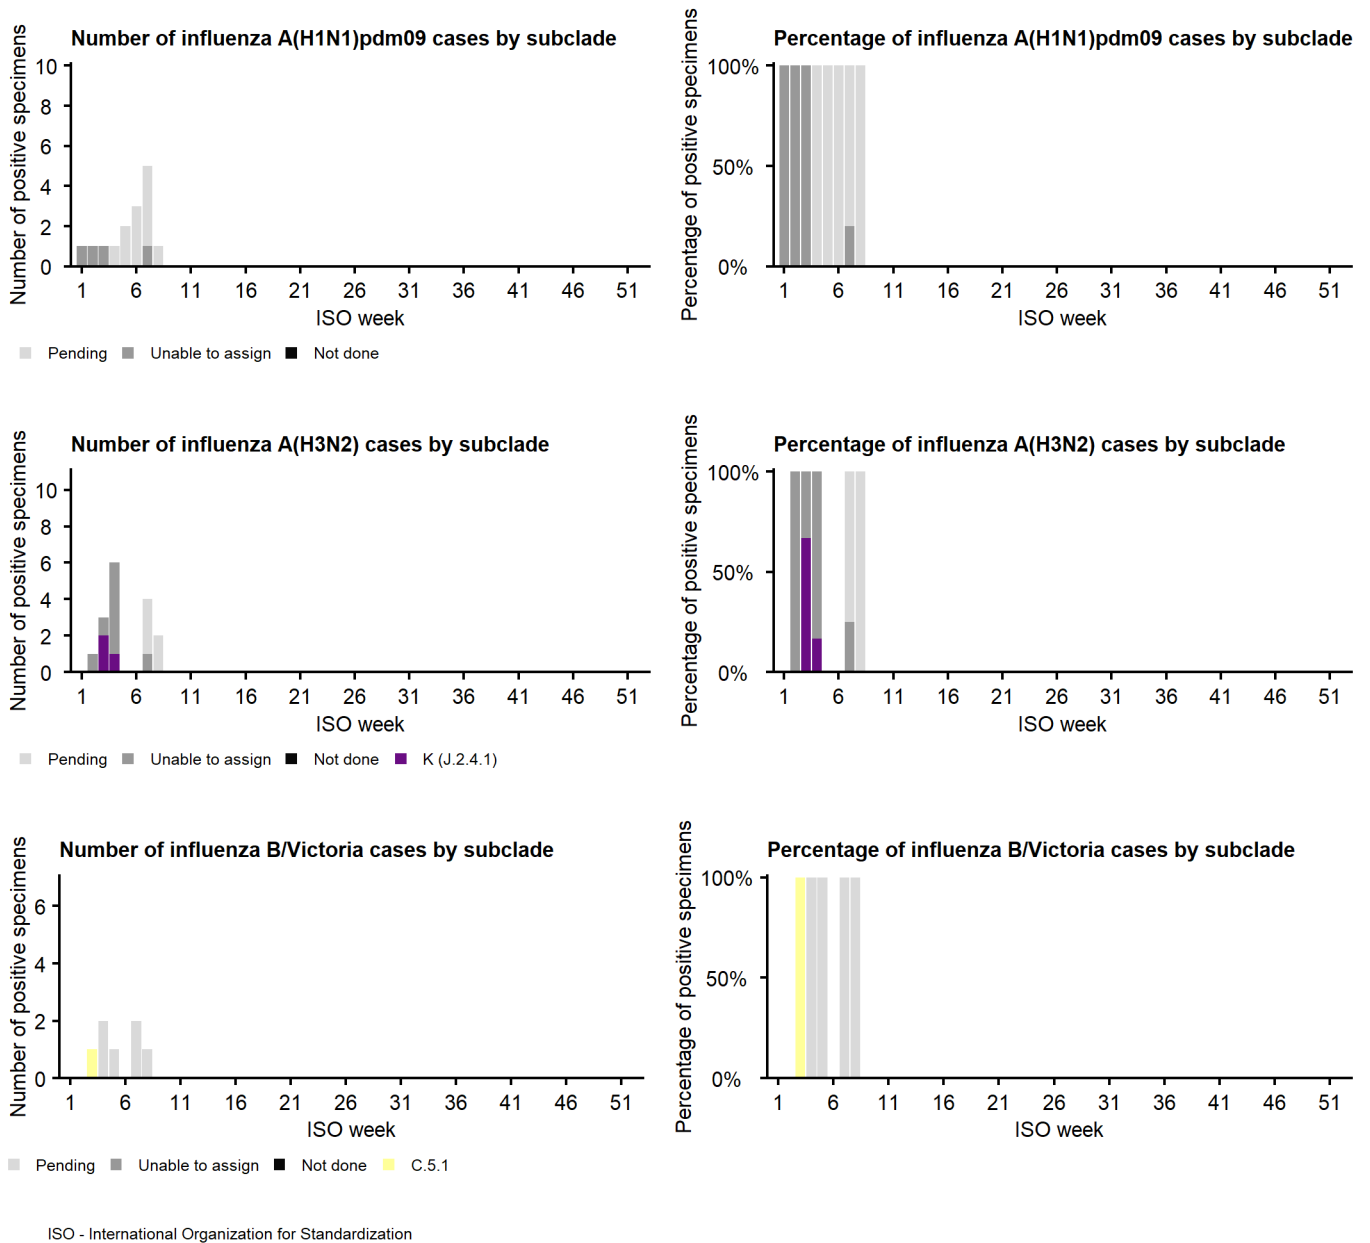 Number of influenza A(H1N1)pdm09 cases by subclade
Number of positive specimens
10
8
6
4
2
0
1 6 11 16 21 26 31 36 41 46 51
ISO week
Pending Unable to assign Not done
Percentage of influenza A(H1N1)pdm09 cases by subclade
Percentage of positive specimens
100%
50%
0%
1 6 11 16 21 26 31 36 41 46 51
ISO week
Number of influenza A(H3N2) cases by subclade
Number of positive specimens
10
8
6
4
2
0
1 6 11 16 21 26 31 36 41 46 51
ISO week
Pending Unable to assign Not done K (J.2.4.1)
Percentage of influenza A(H3N2) cases by subclade
Percentage of positive specimens
100%
50%
0%
1 6 11 16 21 26 31 36 41 46 51
ISO week
Number of influenza B/Victoria cases by subclade
Number of positive specimens
6
4
2
0
1 6 11 16 21 26 31 36 41 46 51
ISO week
Pending Unable to assign Not done C.5.1
Percentage of influenza B/Victoria cases by subclade
Percentage of positive specimens
100%
50%
0%
1 6 11 16 21 26 31 36 41 46 51
ISO week
ISO - International Organization for Standardization